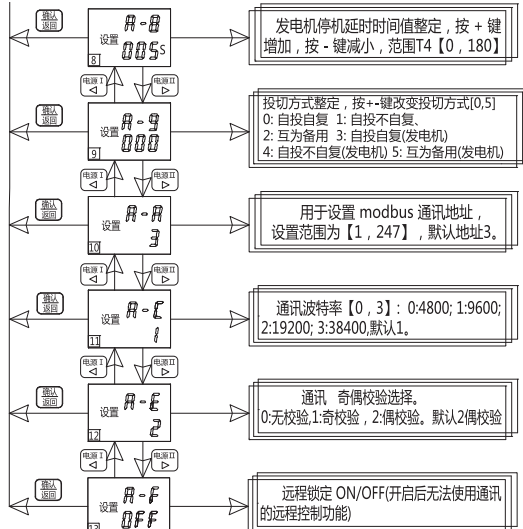 确认
返回
设置
A-8
005S
8
发电机停机延时时间值整定，按 + 键
增加，按 - 键减小，范围T4【0，180】
电源 I
电源 II
确认
返回
设置
A-9
000
9
投切方式整定，按+-键改变投切方式[0,5]
0: 自投自复 1: 自投不自复、
2: 互为备用 3: 自投自复(发电机)
4: 自投不自复(发电机) 5: 互为备用(发电机)
电源 I
电源 II
确认
返回
设置
A-A
3
10
用于设置 modbus 通讯地址，
设置范围为【1，247】，默认地址3。
电源 I
电源 II
确认
返回
设置
A-C
1
11
通讯波特率【0，3】：0:4800; 1:9600;
2:19200; 3:38400,默认1。
电源 I
电源 II
确认
返回
设置
A-E
2
12
通讯 奇偶校验选择。
0:无校验,1:奇校验，2:偶校验。默认2偶校验
电源 I
电源 II
确认
返回
设置
A-F
OFF
13
远程锁定 ON/OFF(开启后无法使用通讯
的远程控制功能)